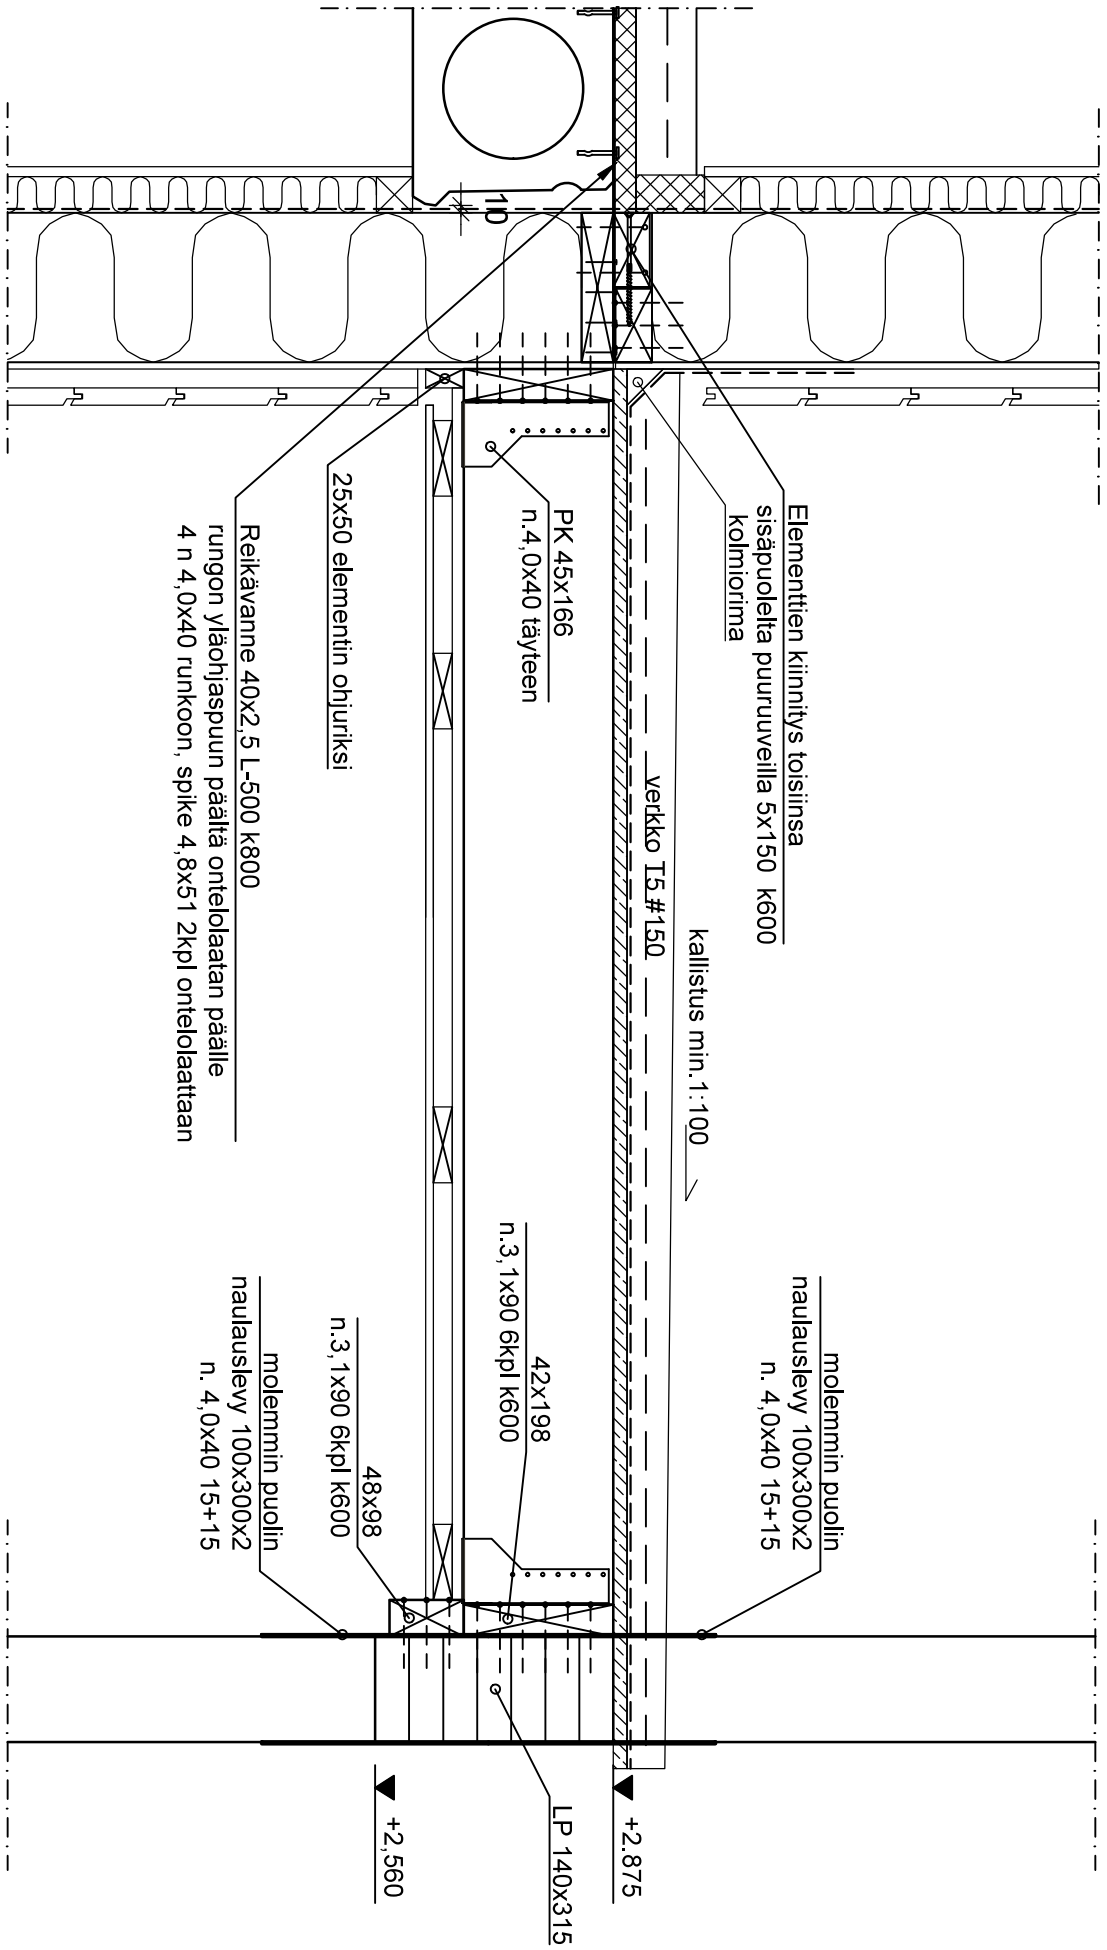 Elementtien kiinnitys toisiinsa
sisäpuolelta puuruuveilla 5x150 k600
kolmiorima
verkko T5 #150
kallistus min.1:100
molemmin puolin
naulauslevy 100x300x2
n. 4,0x40 15+15
10
PK 45x166
n.4,0x40 täyteen
25x50 elementin ohjuriksi
Reikävanne 40x2,5 L-500 k800
rungon yläohjaspuun päältä ontelolaatan päälle
4 n 4,0x40 runkoon, spike 4,8x51 2kpl ontelolaattaan
42x198
n.3,1x90 6kpl k600
48x98
n.3,1x90 6kpl k600
molemmin puolin
naulauslevy 100x300x2
n. 4,0x40 15+15
+2.875
LP 140x315
+2,560